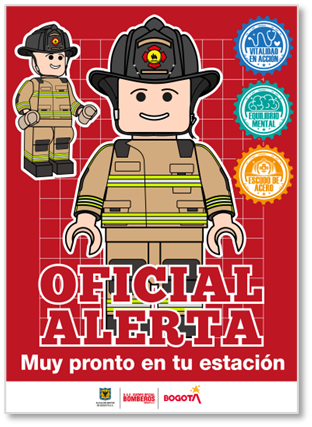 VITALIDAD
EN ACCIÓN
EQUILIBRIO
MENTAL
ESCUDO DE
ACERO
OFICIAL
ALERTA
Muy pronto en tu estación
BOMBEROS
BOGOTÁ